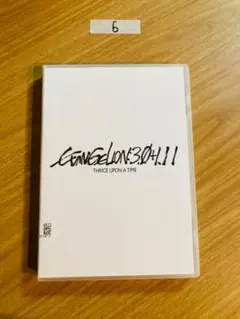 6
EVANGELION:3.0+1.11
THRICE UPON A TIME